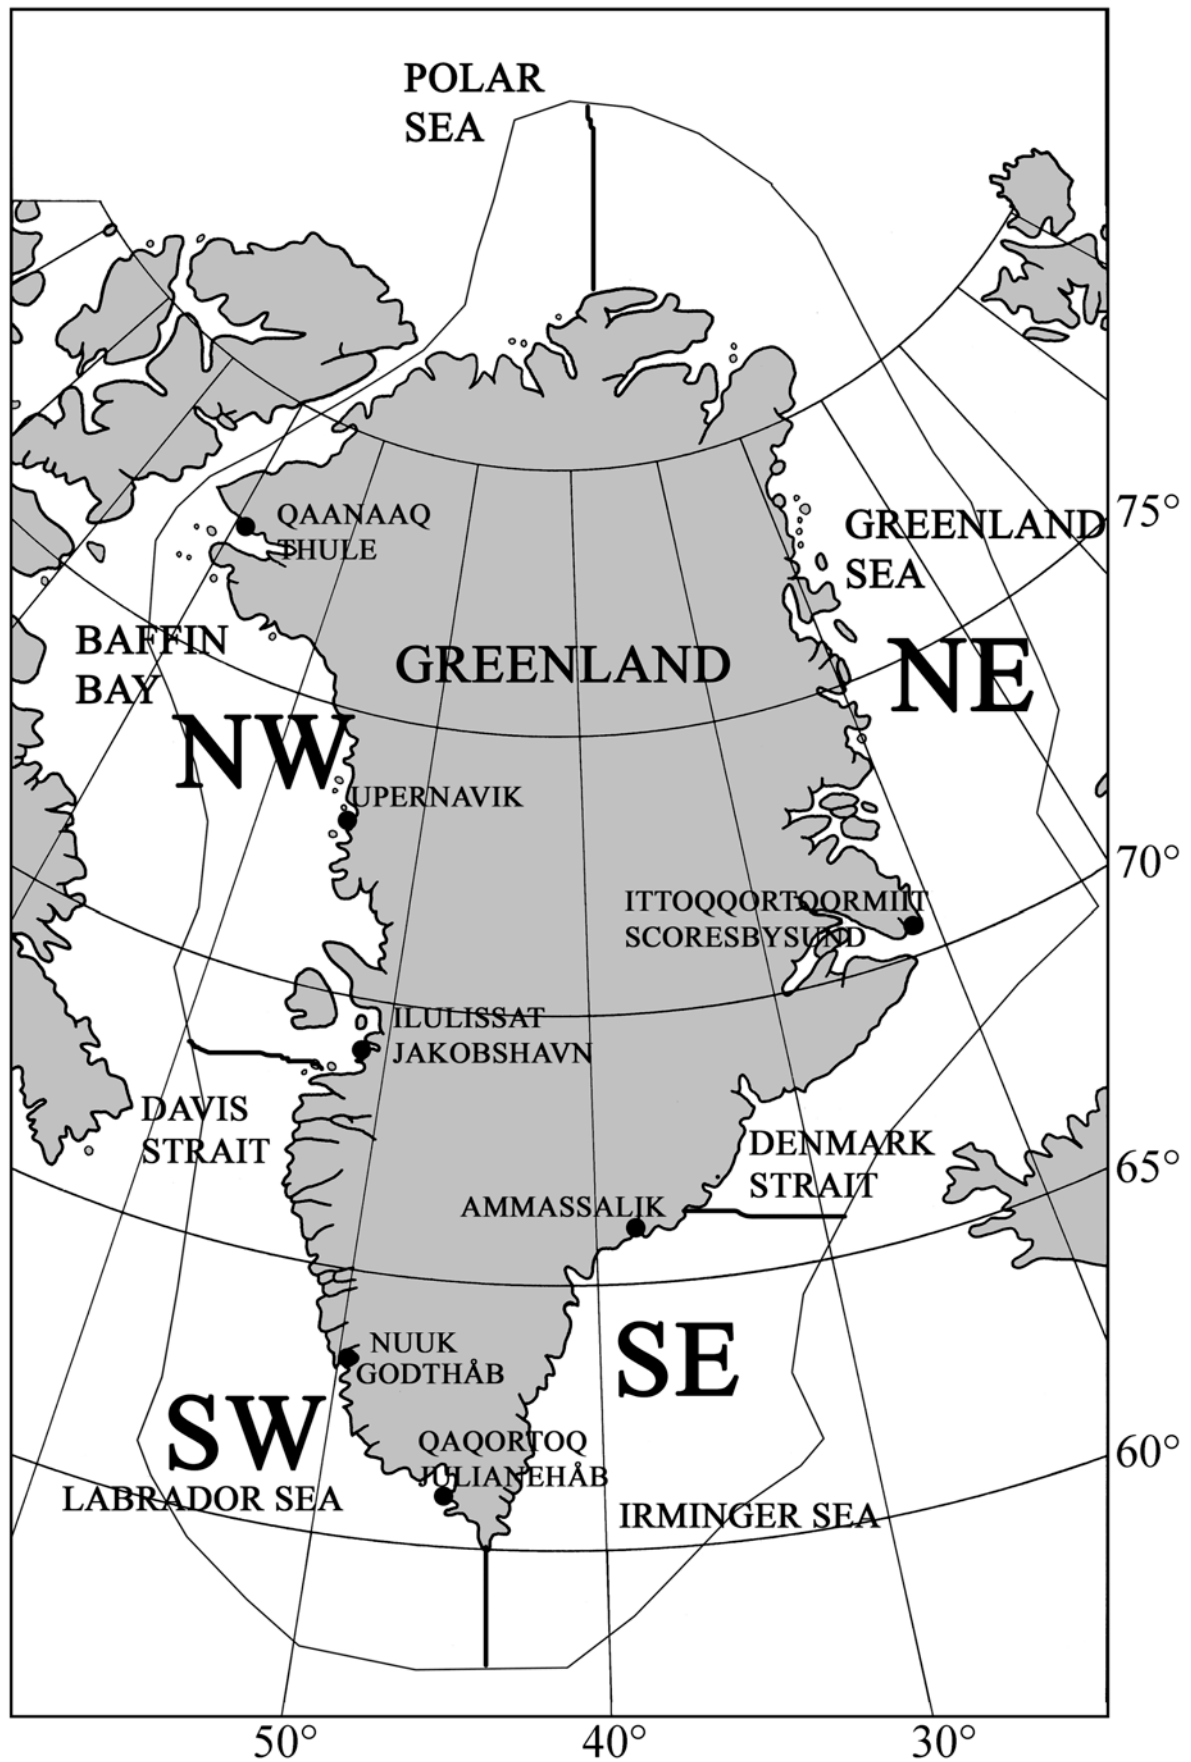 POLAR
SEA
QAANAAQ
THULE
GREENLAND
SEA
75°
BAFFIN
BAY
GREENLAND
NE
NW
UPERNAVIK
70°
ITTOQQORTOORMIIT
SCORESBYSUND
ILULISSAT
JAKOBSHAVN
DAVIS
STRAIT
DENMARK
STRAIT
65°
AMMASSALIK
NUUK
GODTHÅB
SE
SW
QAQORTOQ
JULIANEHÅB
60°
LABRADOR SEA
IRMINGER SEA
50°
40°
30°